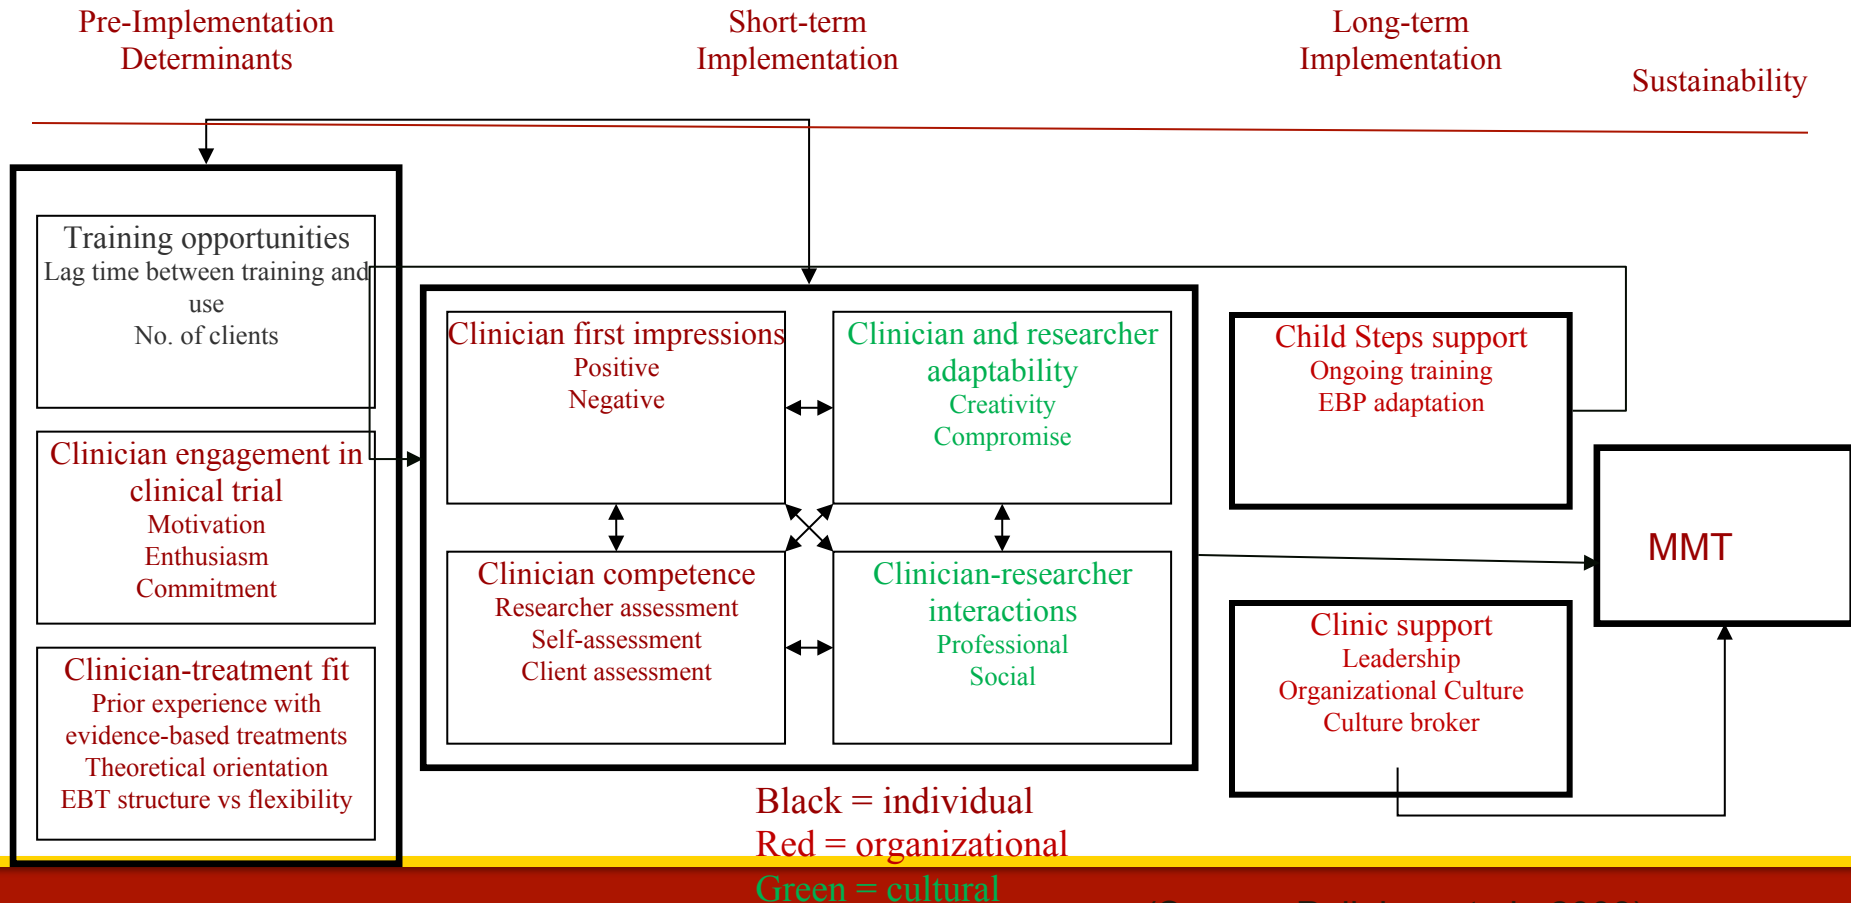 Pre-Implementation
Determinants
Short-term
Implementation
Long-term
Implementation
Sustainability
Training opportunities
Lag time between training and
use
No. of clients
Clinician engagement in
clinical trial
Motivation
Enthusiasm
Commitment
Clinician-treatment fit
Prior experience with
evidence-based treatments
Theoretical orientation
EBT structure vs flexibility
Clinician first impressions
Positive
Negative
Clinician and researcher
adaptability
Creativity
Compromise
Clinician competence
Researcher assessment
Self-assessment
Client assessment
Clinician-researcher
interactions
Professional
Social
Child Steps support
Ongoing training
EBP adaptation
Clinic support
Leadership
Organizational Culture
Culture broker
MMT
Black = individual
Red = organizational
Green = cultural